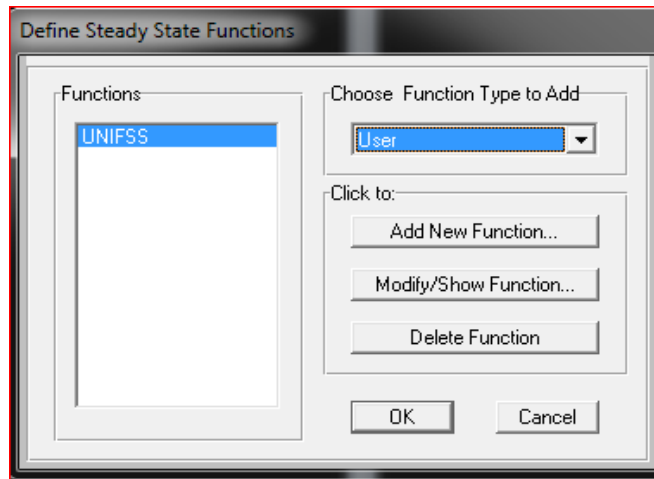 Define Steady State Functions
Functions
UNIFSS
Choose Function Type to Add
User
Click to:
Add New Function...
Modify/Show Function...
Delete Function
OK
Cancel